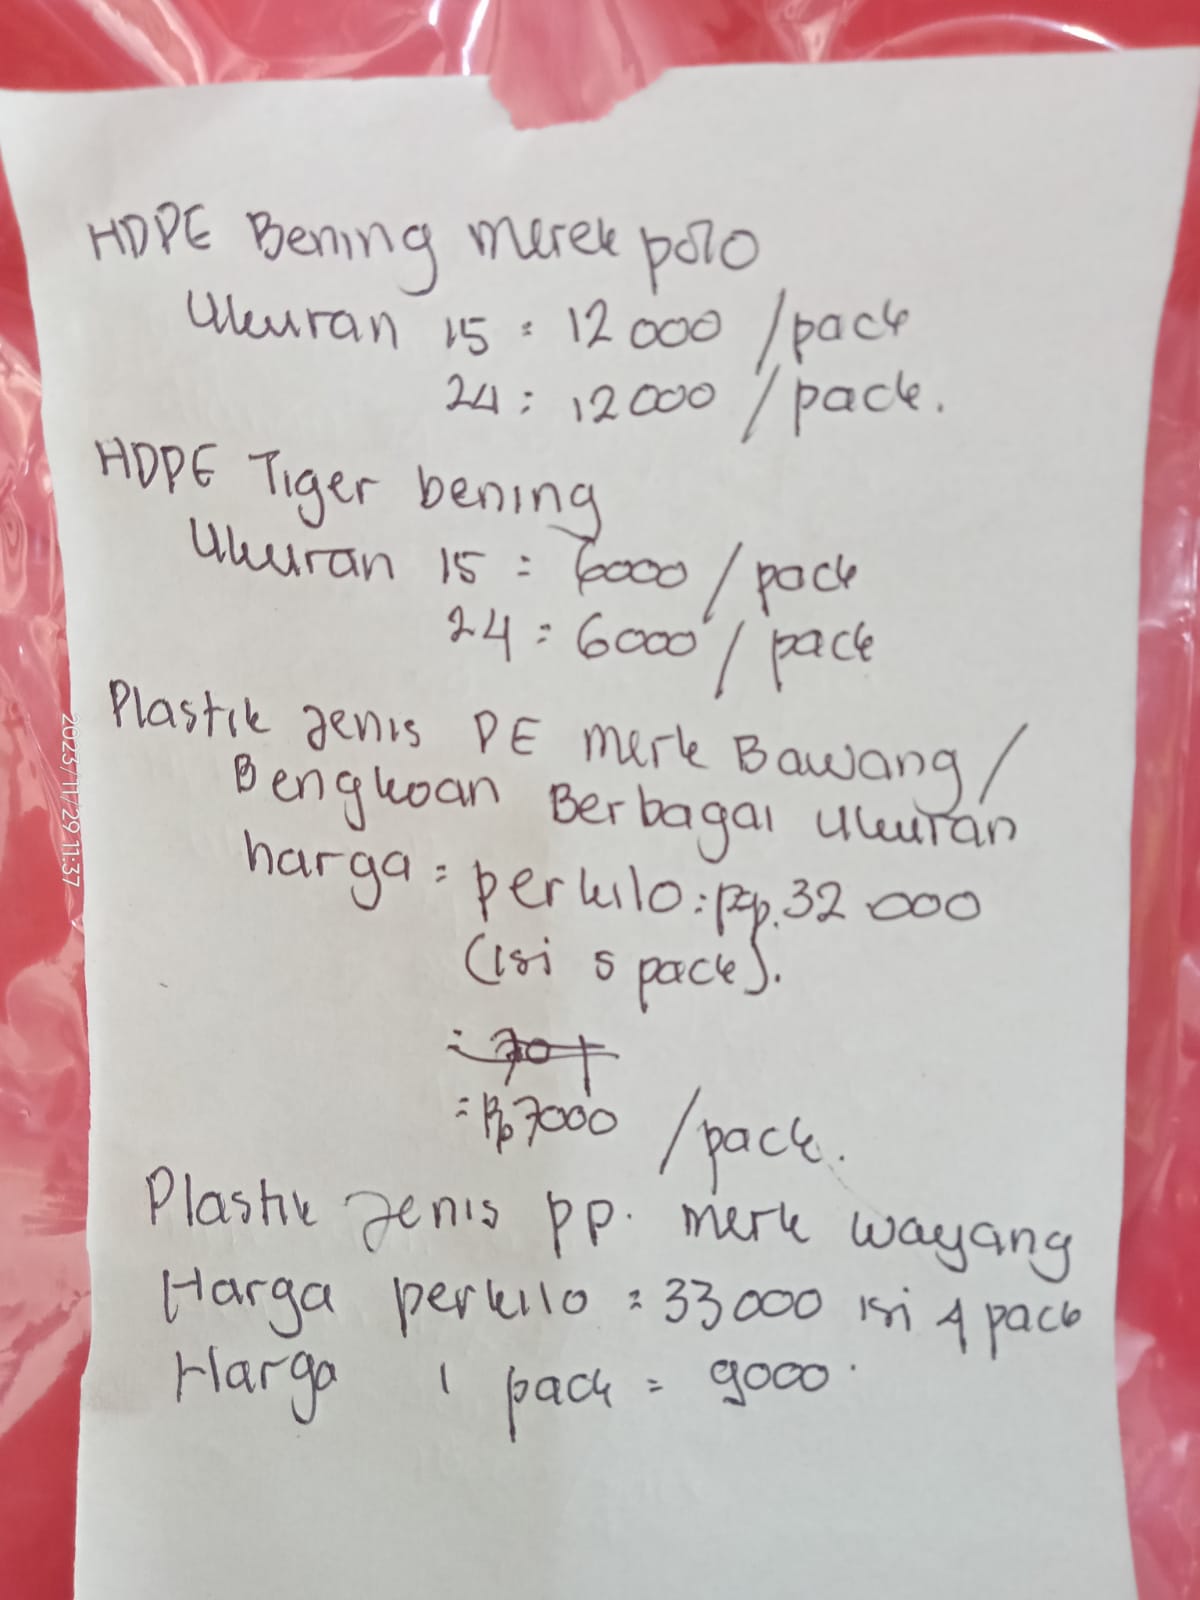 HDPE Bening merek polo
Ukuran 15 : 12 000 /pack
24 : 12000 /pack.
HDPE Tiger bening
Ukuran 15 : 6000 / pack
24 : 6000 / pack
Plastik Jenis PE merk Bawang /
Bengkoan Berbagai Ukuran
harga : perkilo : Rp. 32 000
(isi 5 pack).
= Rp 7000 /pack.
Plastik Jenis pp. merk wayang
Harga perkilo = 33000 isi 4 pack
Harga 1 pack = 9000.
2023/11/29 11:37